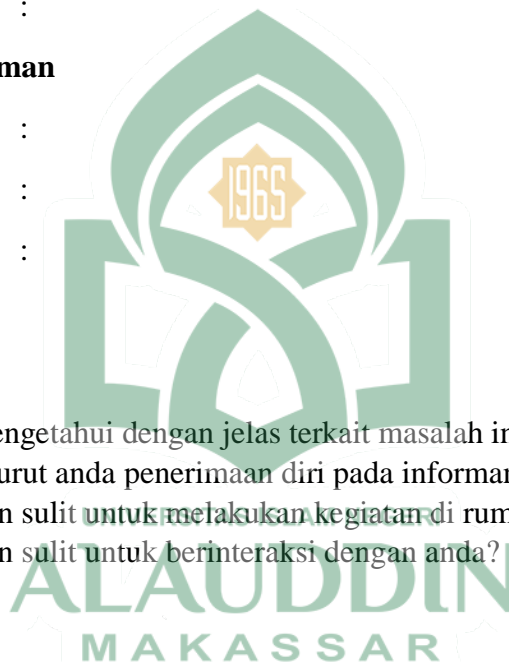 :
man
:
:
:
1965
engetahui dengan jelas terkait masalah in
urut anda penerimaan diri pada informan
n sulit untuk melakukan kegiatan di rum
UNIVERSITAS ISLAM NEGERI
n sulit untuk berinteraksi dengan anda?
ALAUDDIN
MAKASSAR